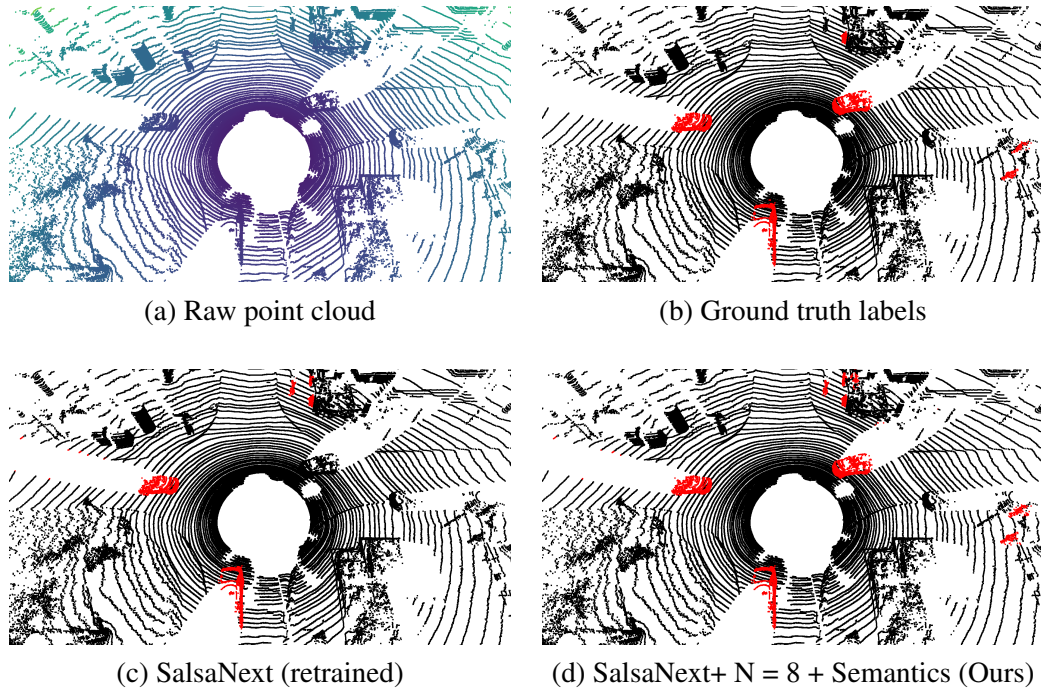 (a) Raw point cloud
(b) Ground truth labels
(c) SalsaNext (retrained)
(d) SalsaNext+ N = 8 + Semantics (Ours)